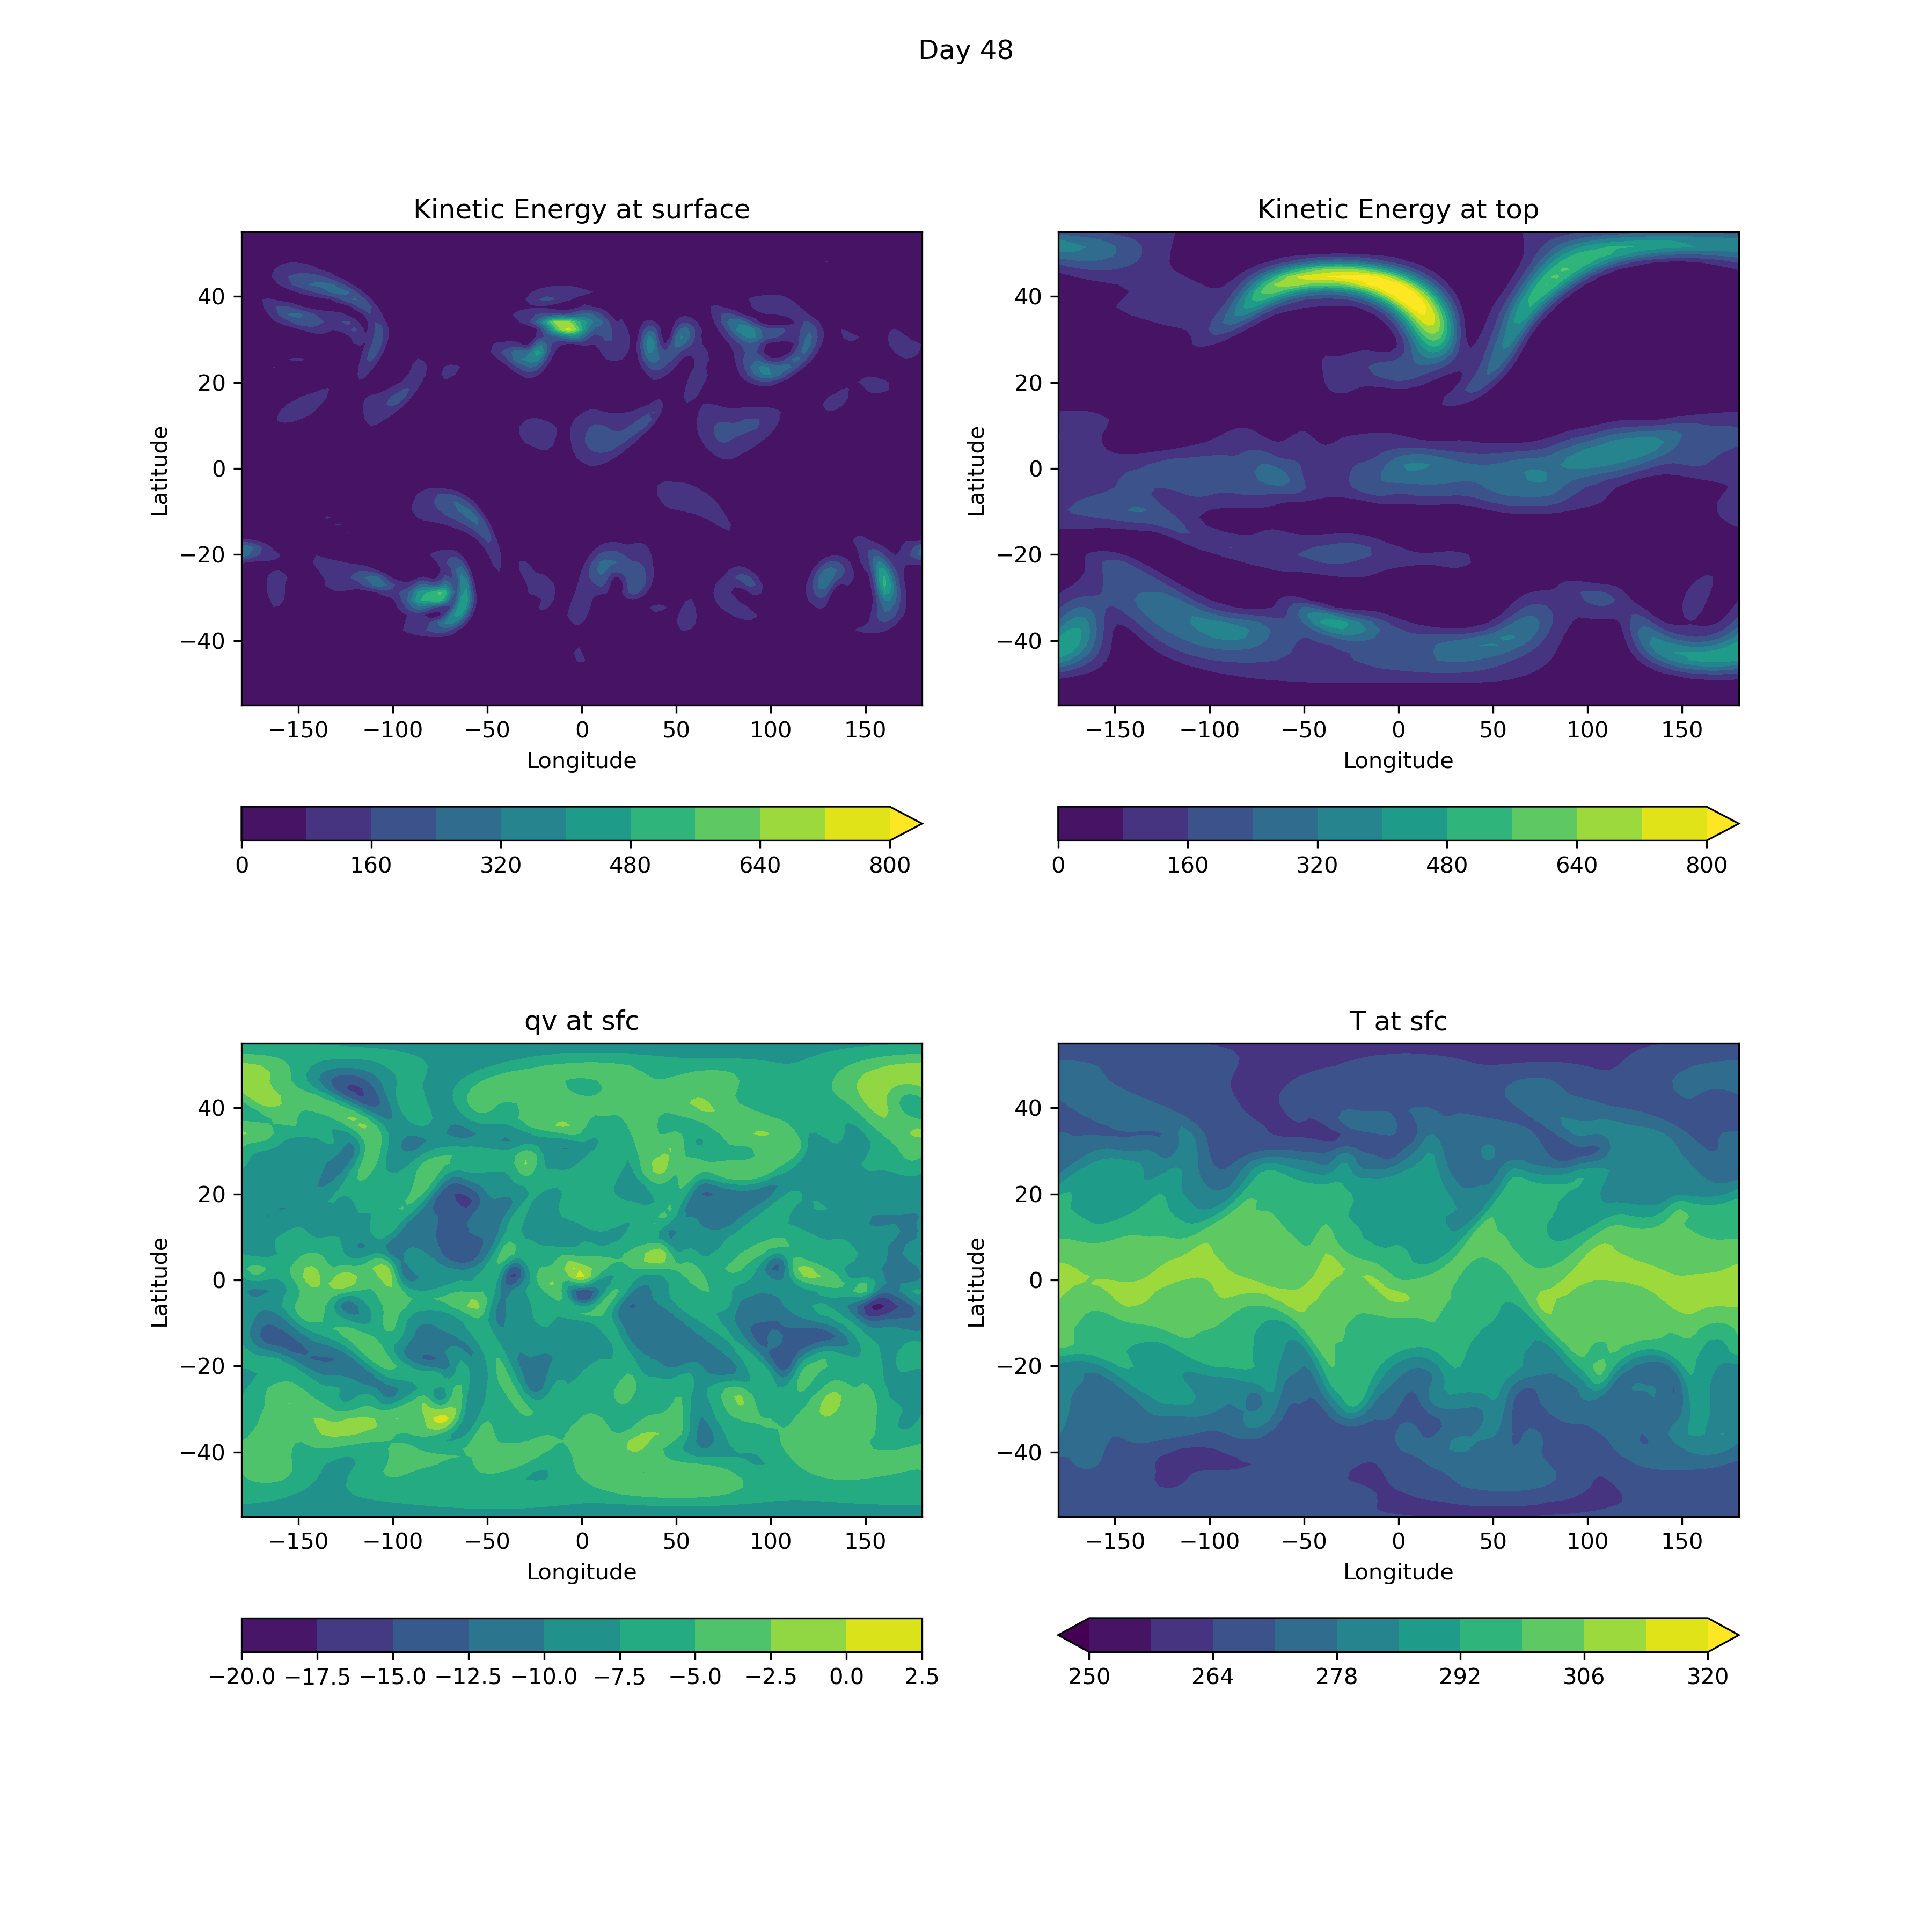 Day 48
Kinetic Energy at surface
40
20
0
−20
−40
Latitude
−150 −100 −50 0 50 100 150
Longitude
0 160 320 480 640 800
Kinetic Energy at top
40
20
0
−20
−40
Latitude
−150 −100 −50 0 50 100 150
Longitude
0 160 320 480 640 800
qv at sfc
40
20
0
−20
−40
Latitude
−150 −100 −50 0 50 100 150
Longitude
−20.0 −17.5 −15.0 −12.5 −10.0 −7.5 −5.0 −2.5 0.0 2.5
T at sfc
40
20
0
−20
−40
Latitude
−150 −100 −50 0 50 100 150
Longitude
250 264 278 292 306 320